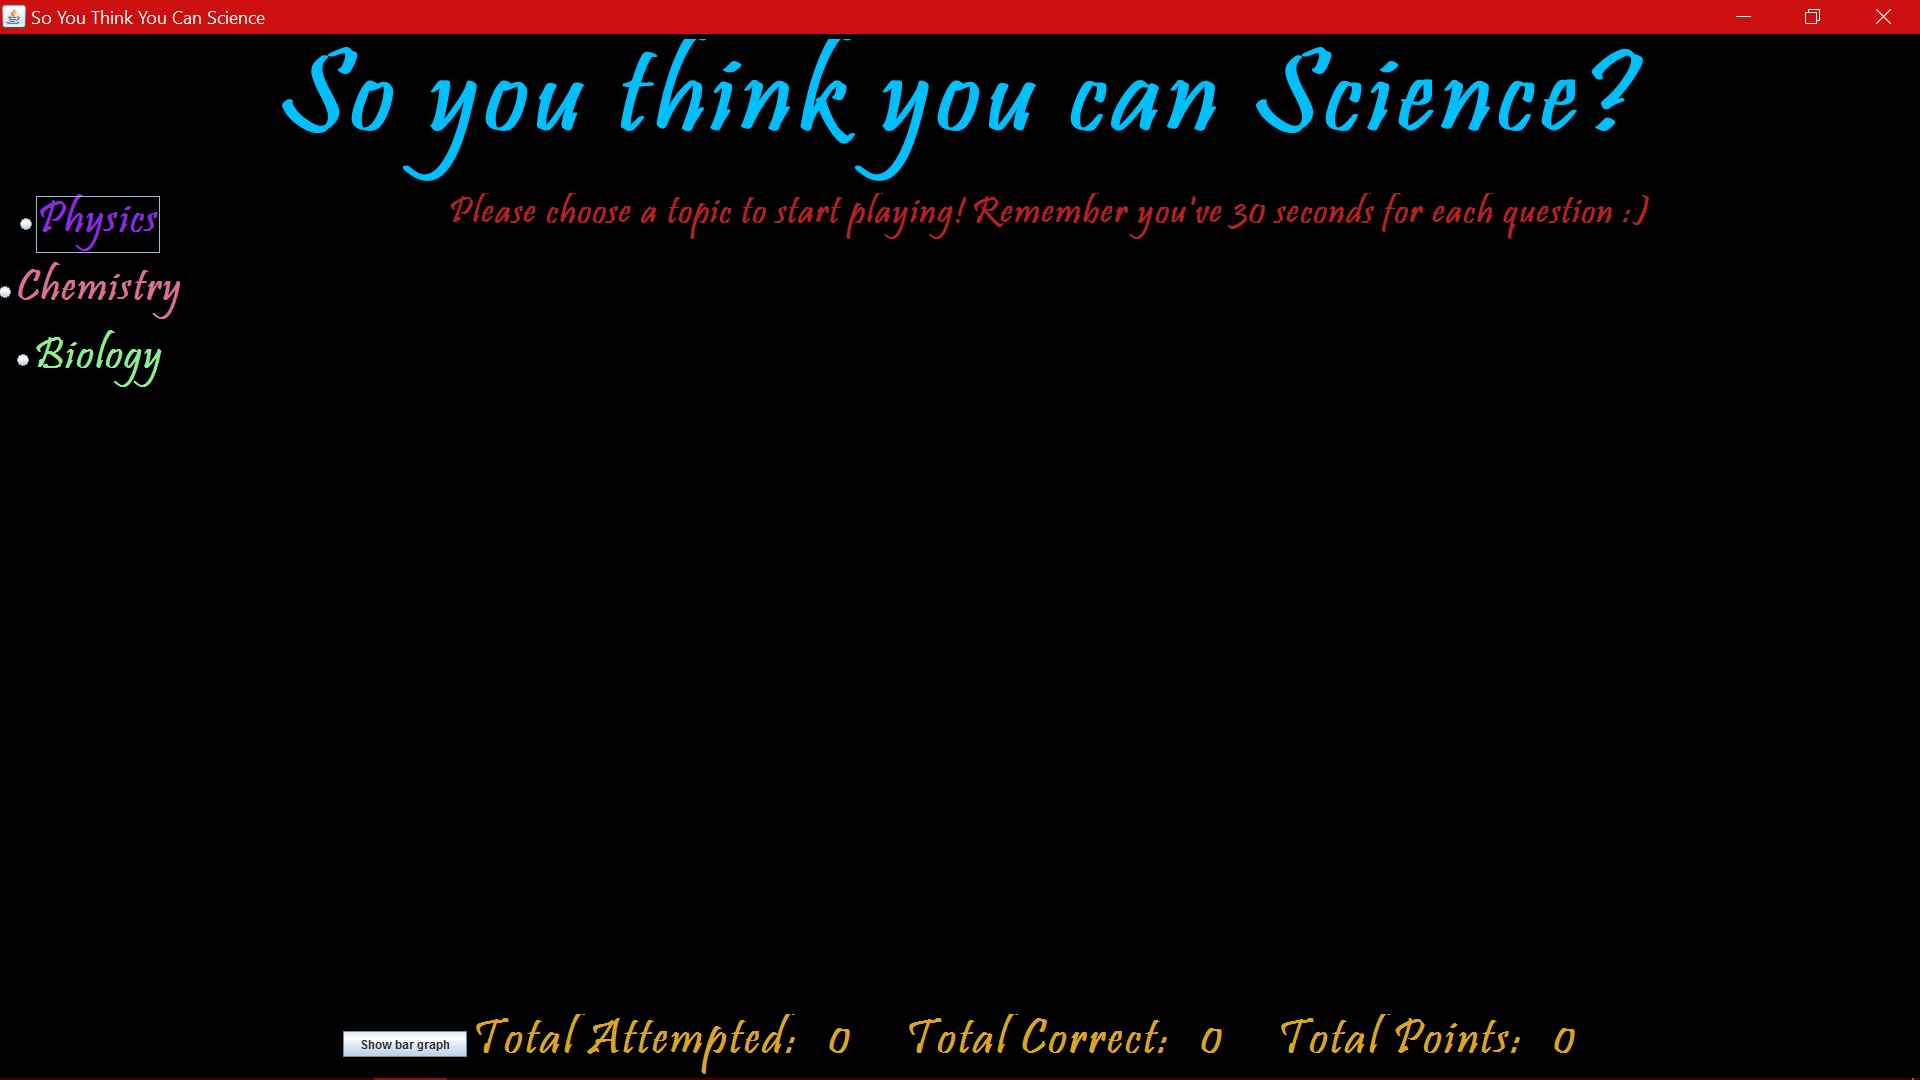 So You Think You Can Science
So you think you can Science?
Please choose a topic to start playing! Remember you've 30 seconds for each question :)
Physics
Chemistry
Biology
Show bar graph Total Attempted: 0 Total Correct: 0 Total Points: 0